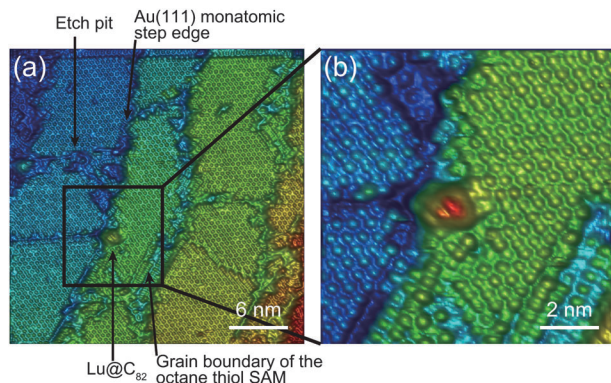 Etch pit
Au(111) monatomic
step edge
(a)
(b)
6 nm
2 nm
Lu@C82
Grain boundary of the
octane thiol SAM